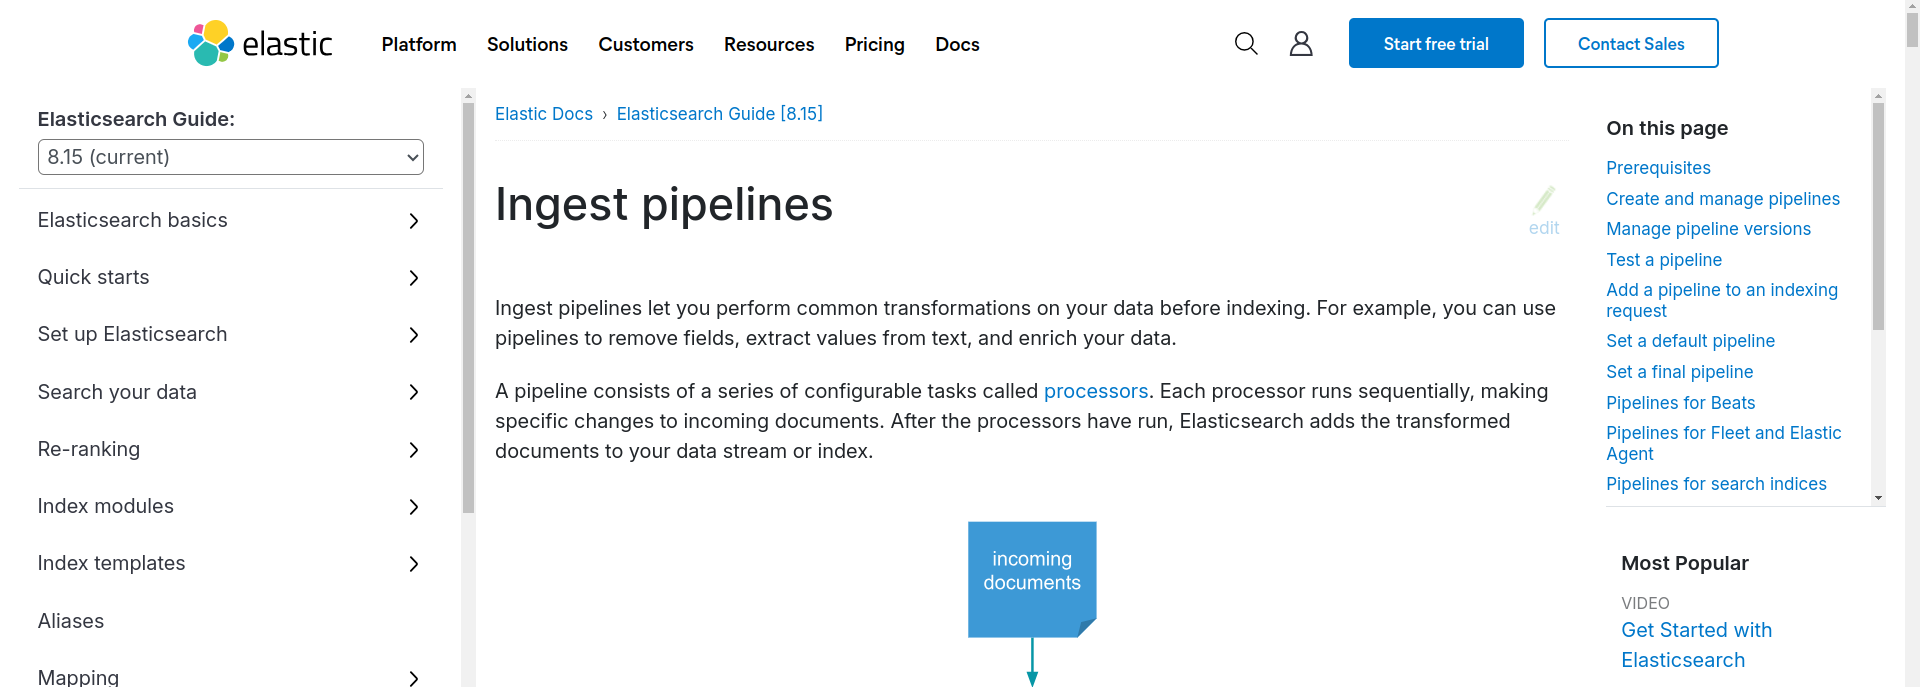 elastic
Platform
Solutions
Customers
Resources
Pricing
Docs
Start free trial
Contact Sales
Elasticsearch Guide:
8.15 (current)
Elasticsearch basics
Quick starts
Set up Elasticsearch
Search your data
Re-ranking
Index modules
Index templates
Aliases
Mapping
Elastic Docs › Elasticsearch Guide [8.15]
Ingest pipelines
edit
Ingest pipelines let you perform common transformations on your data before indexing. For example, you can use
pipelines to remove fields, extract values from text, and enrich your data.
A pipeline consists of a series of configurable tasks called processors. Each processor runs sequentially, making
specific changes to incoming documents. After the processors have run, Elasticsearch adds the transformed
documents to your data stream or index.
incoming
documents
On this page
Prerequisites
Create and manage pipelines
Manage pipeline versions
Test a pipeline
Add a pipeline to an indexing
request
Set a default pipeline
Set a final pipeline
Pipelines for Beats
Pipelines for Fleet and Elastic
Agent
Pipelines for search indices
Most Popular
VIDEO
Get Started with
Elasticsearch